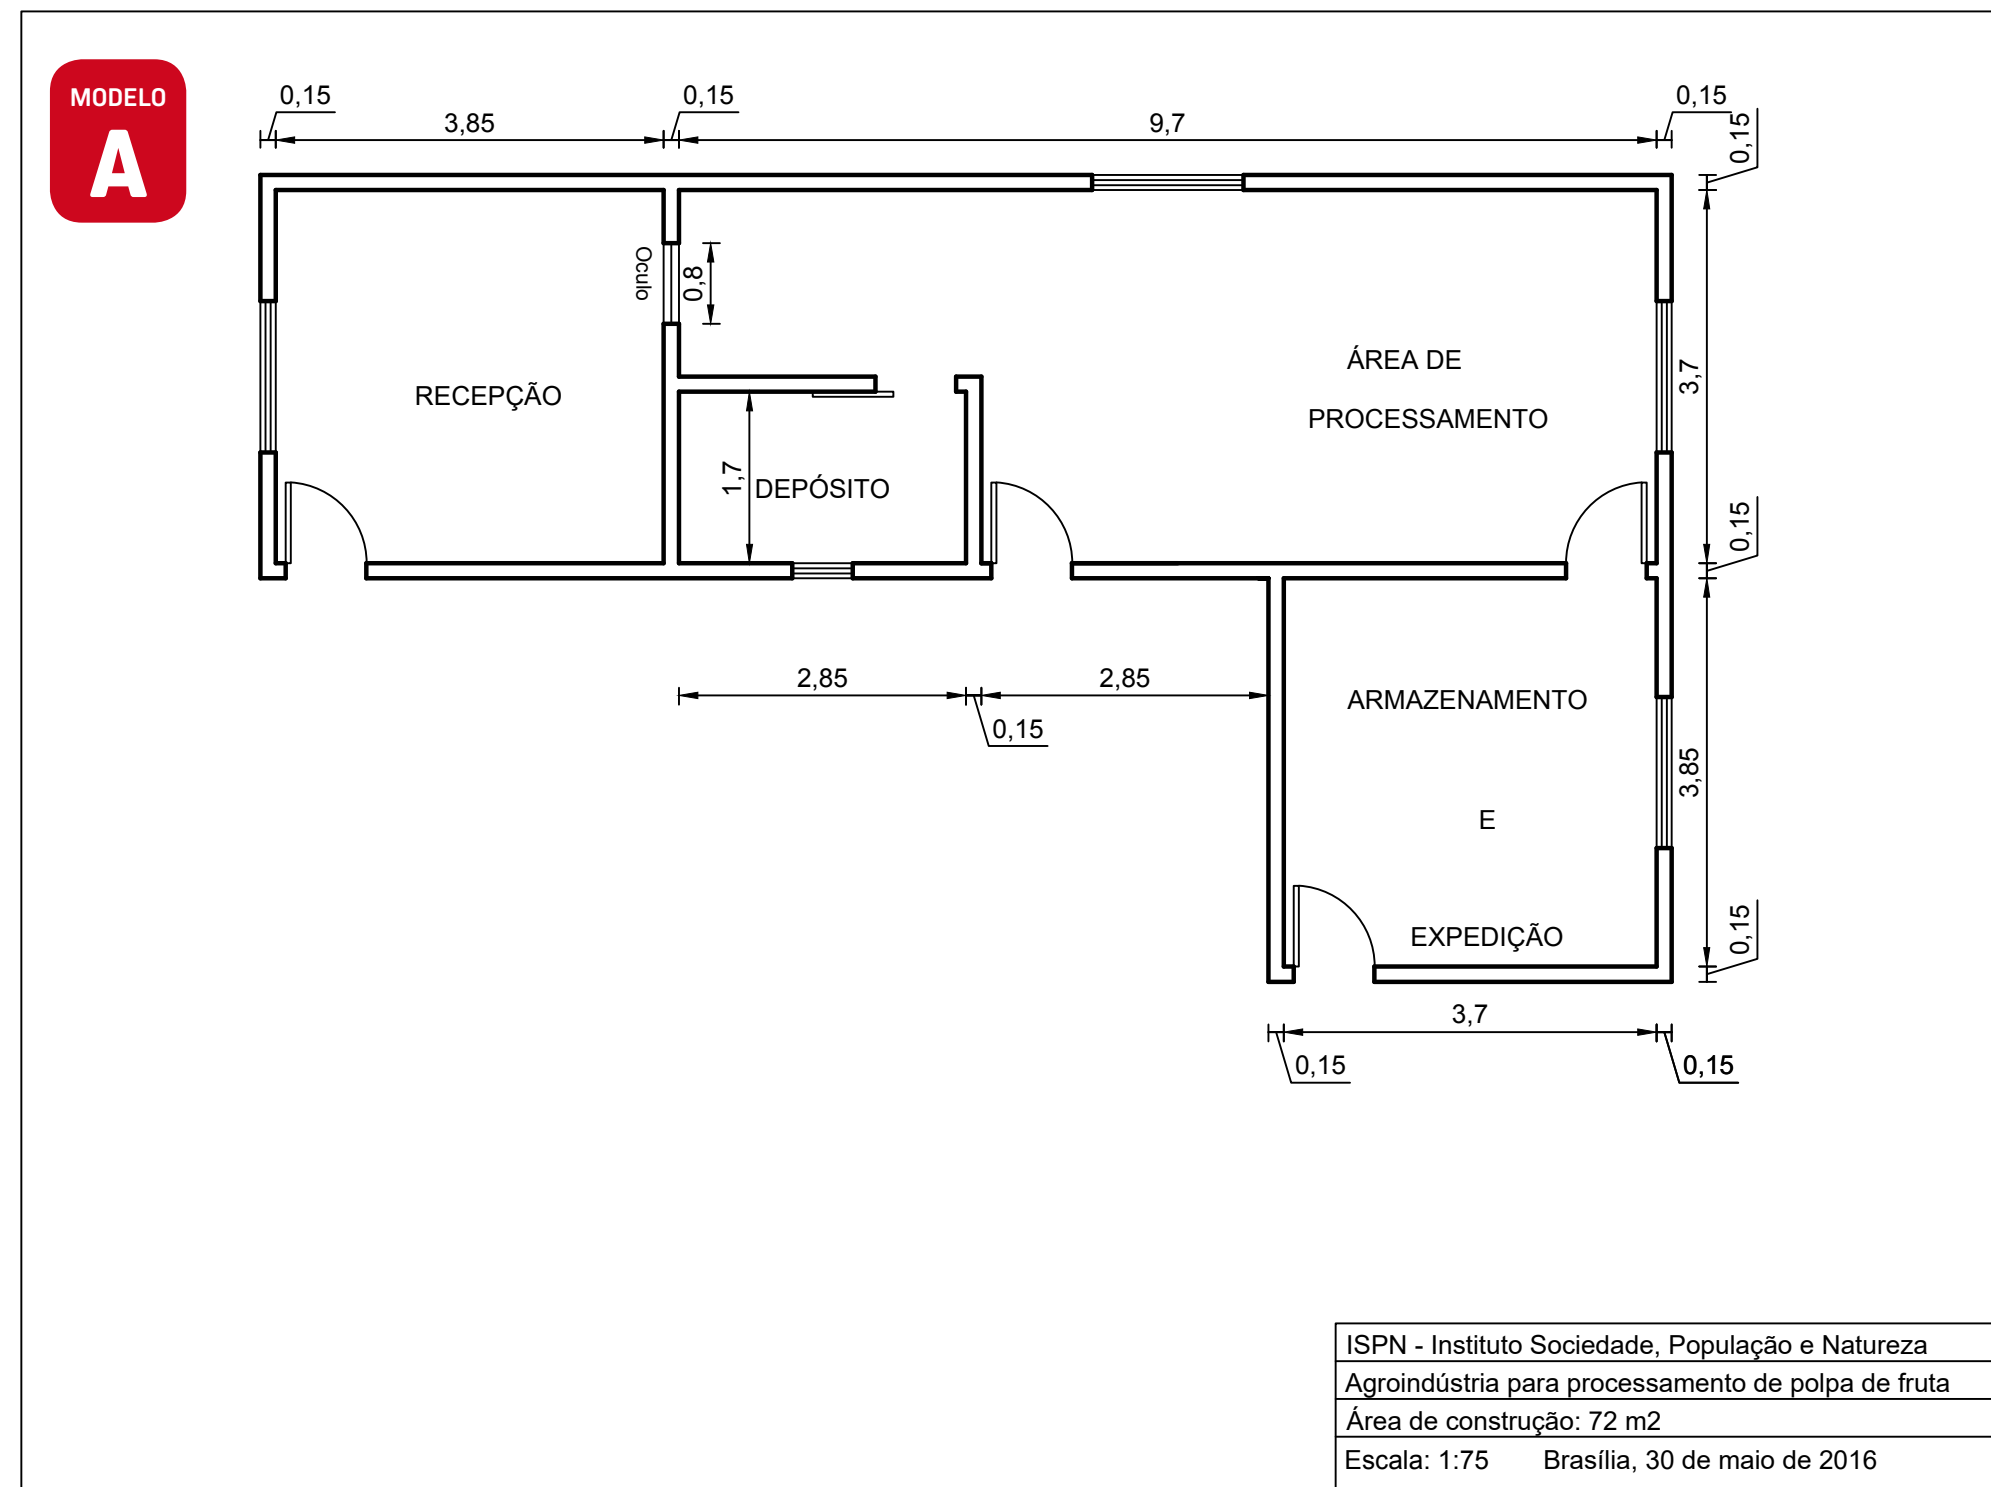 MODELO
A
0,15
3,85
0,15
9,7
0,15
0,15
Oculo
0,8
3,7
RECEPÇÃO
ÁREA DE
PROCESSAMENTO
1,7
DEPÓSITO
0,15
2,85
2,85
0,15
ARMAZENAMENTO
3,85
E
0,15
EXPEDIÇÃO
3,7
0,15
0,15
ISPN - Instituto Sociedade, População e Natureza
Agroindústria para processamento de polpa de fruta
Área de construção: 72 m2
Escala: 1:75 Brasília, 30 de maio de 2016